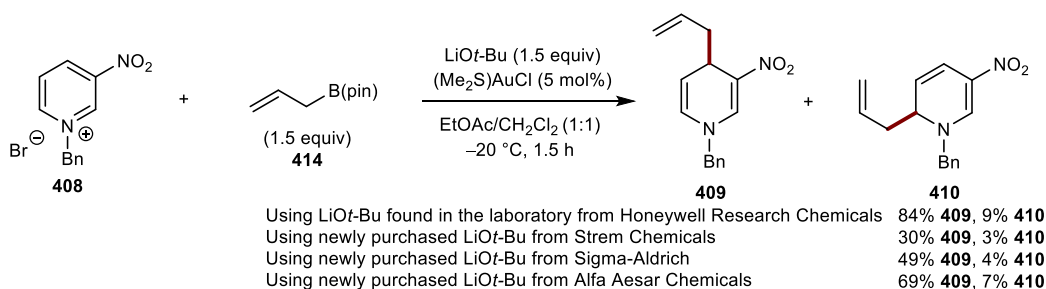 NO₂
N
⊕
Br⊖
Bn
408
+
B(pin)
(1.5 equiv)
414
LiOt-Bu (1.5 equiv)
(Me₂S)AuCl (5 mol%)
EtOAc/CH₂Cl₂ (1:1)
–20 °C, 1.5 h
NO₂
N
Bn
409
+
NO₂
N
Bn
410
Using LiOt-Bu found in the laboratory from Honeywell Research Chemicals 84% 409, 9% 410
Using newly purchased LiOt-Bu from Strem Chemicals 30% 409, 3% 410
Using newly purchased LiOt-Bu from Sigma-Aldrich 49% 409, 4% 410
Using newly purchased LiOt-Bu from Alfa Aesar Chemicals 69% 409, 7% 410